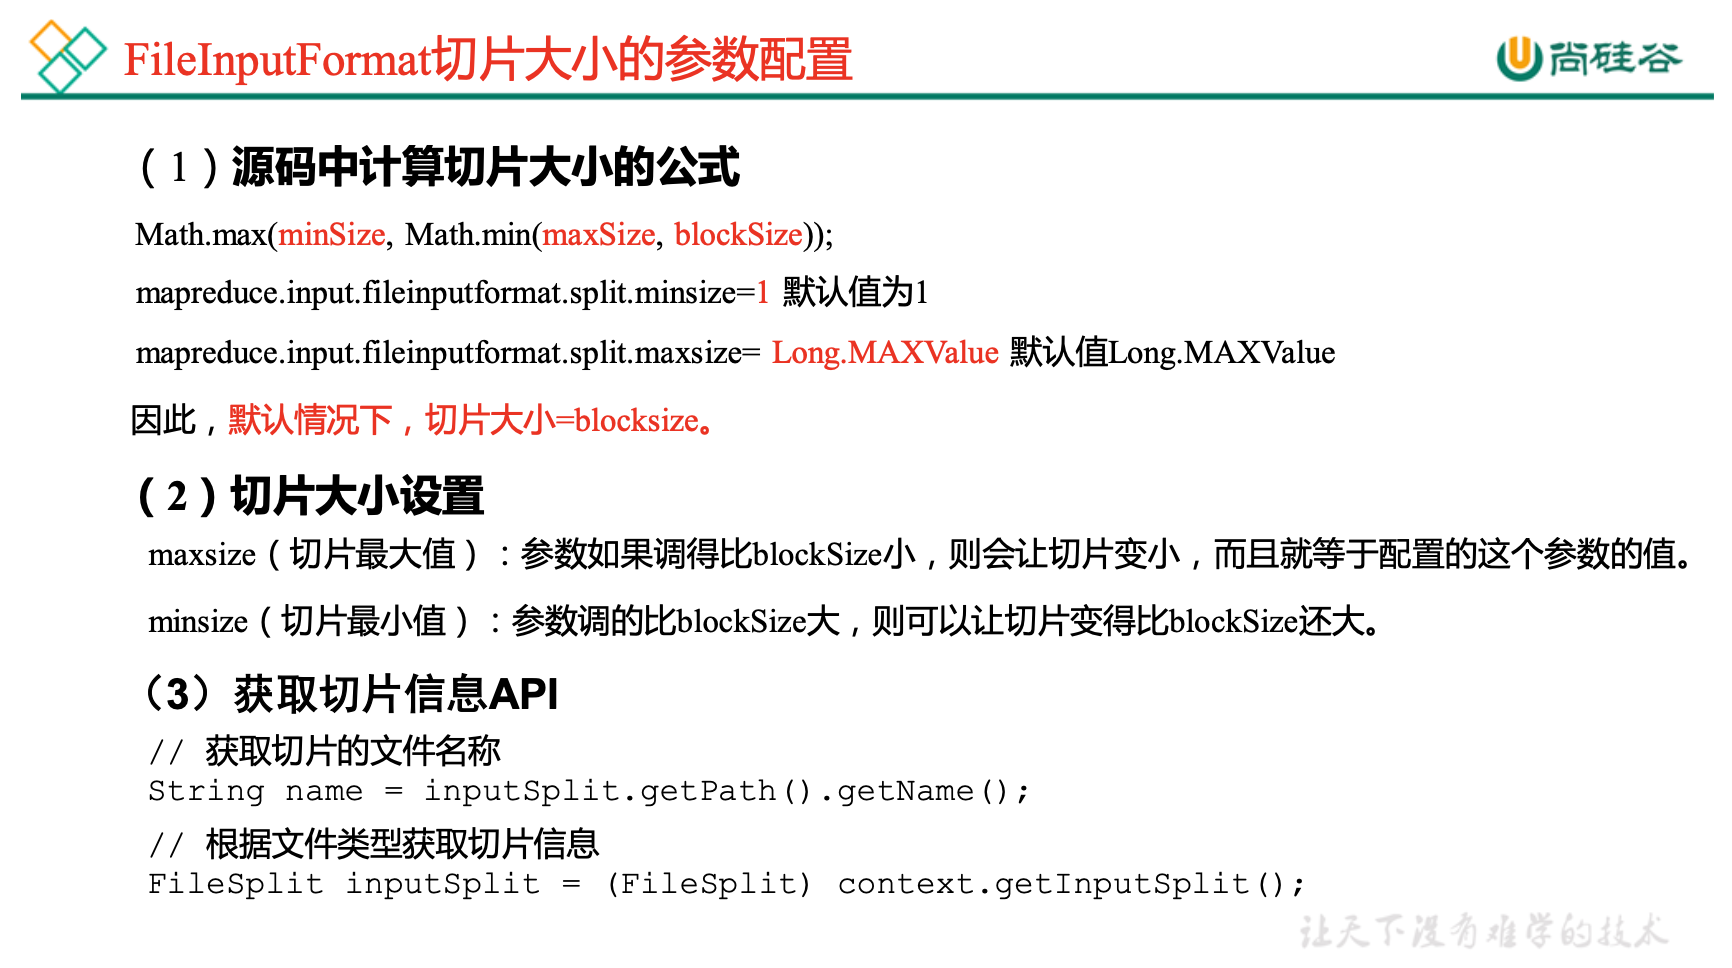 FileInputFormat切片大小的参数配置
尚硅谷
（1）源码中计算切片大小的公式
Math.max(minSize, Math.min(maxSize, blockSize));
mapreduce.input.fileinputformat.split.minsize=1 默认值为1
mapreduce.input.fileinputformat.split.maxsize= Long.MAXValue 默认值Long.MAXValue
因此，默认情况下，切片大小=blocksize。
（2）切片大小设置
maxsize（切片最大值）：参数如果调得比blockSize小，则会让切片变小，而且就等于配置的这个参数的值。
minsize（切片最小值）：参数调的比blockSize大，则可以让切片变得比blockSize还大。
（3）获取切片信息API
// 获取切片的文件名称
String name = inputSplit.getPath().getName();
// 根据文件类型获取切片信息
FileSplit inputSplit = (FileSplit) context.getInputSplit();
让天下没有难学的技术